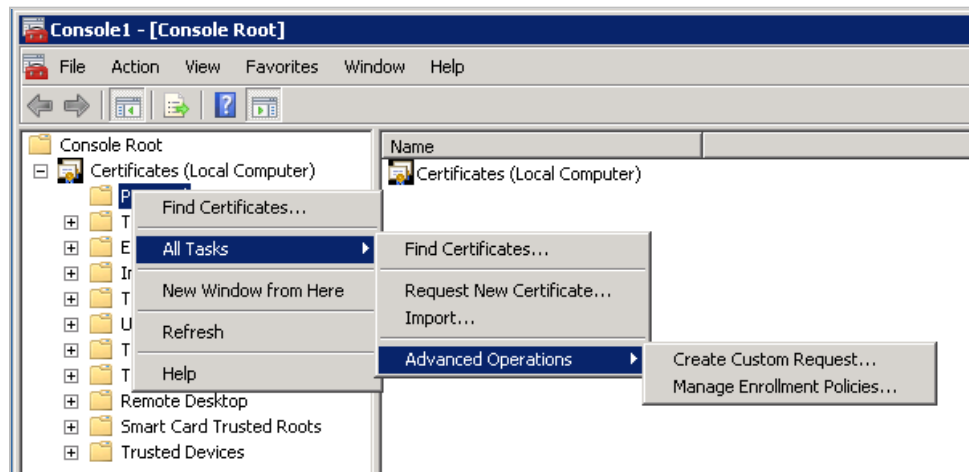 Console1 - [Console Root]
File Action View Favorites Window Help
Console Root
Name
Certificates (Local Computer)
Certificates (Local Computer)
Find Certificates...
All Tasks
New Window from Here
Refresh
Help
Find Certificates...
Request New Certificate...
Import...
Advanced Operations
Create Custom Request...
Manage Enrollment Policies...
Remote Desktop
Smart Card Trusted Roots
Trusted Devices